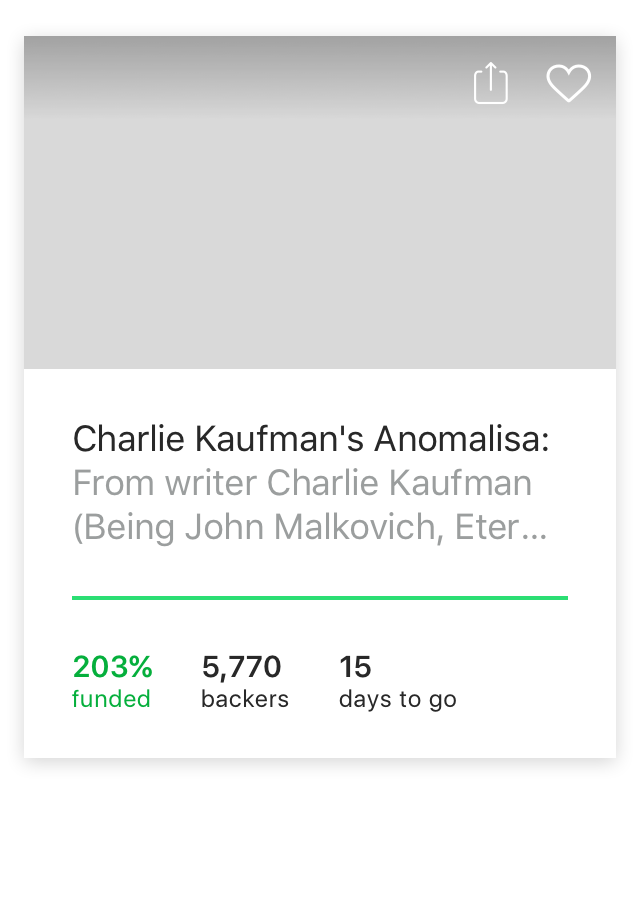 Charlie Kaufman's Anomalisa:
From writer Charlie Kaufman
(Being John Malkovich, Eter...
203% 5,770 15
funded backers days to go